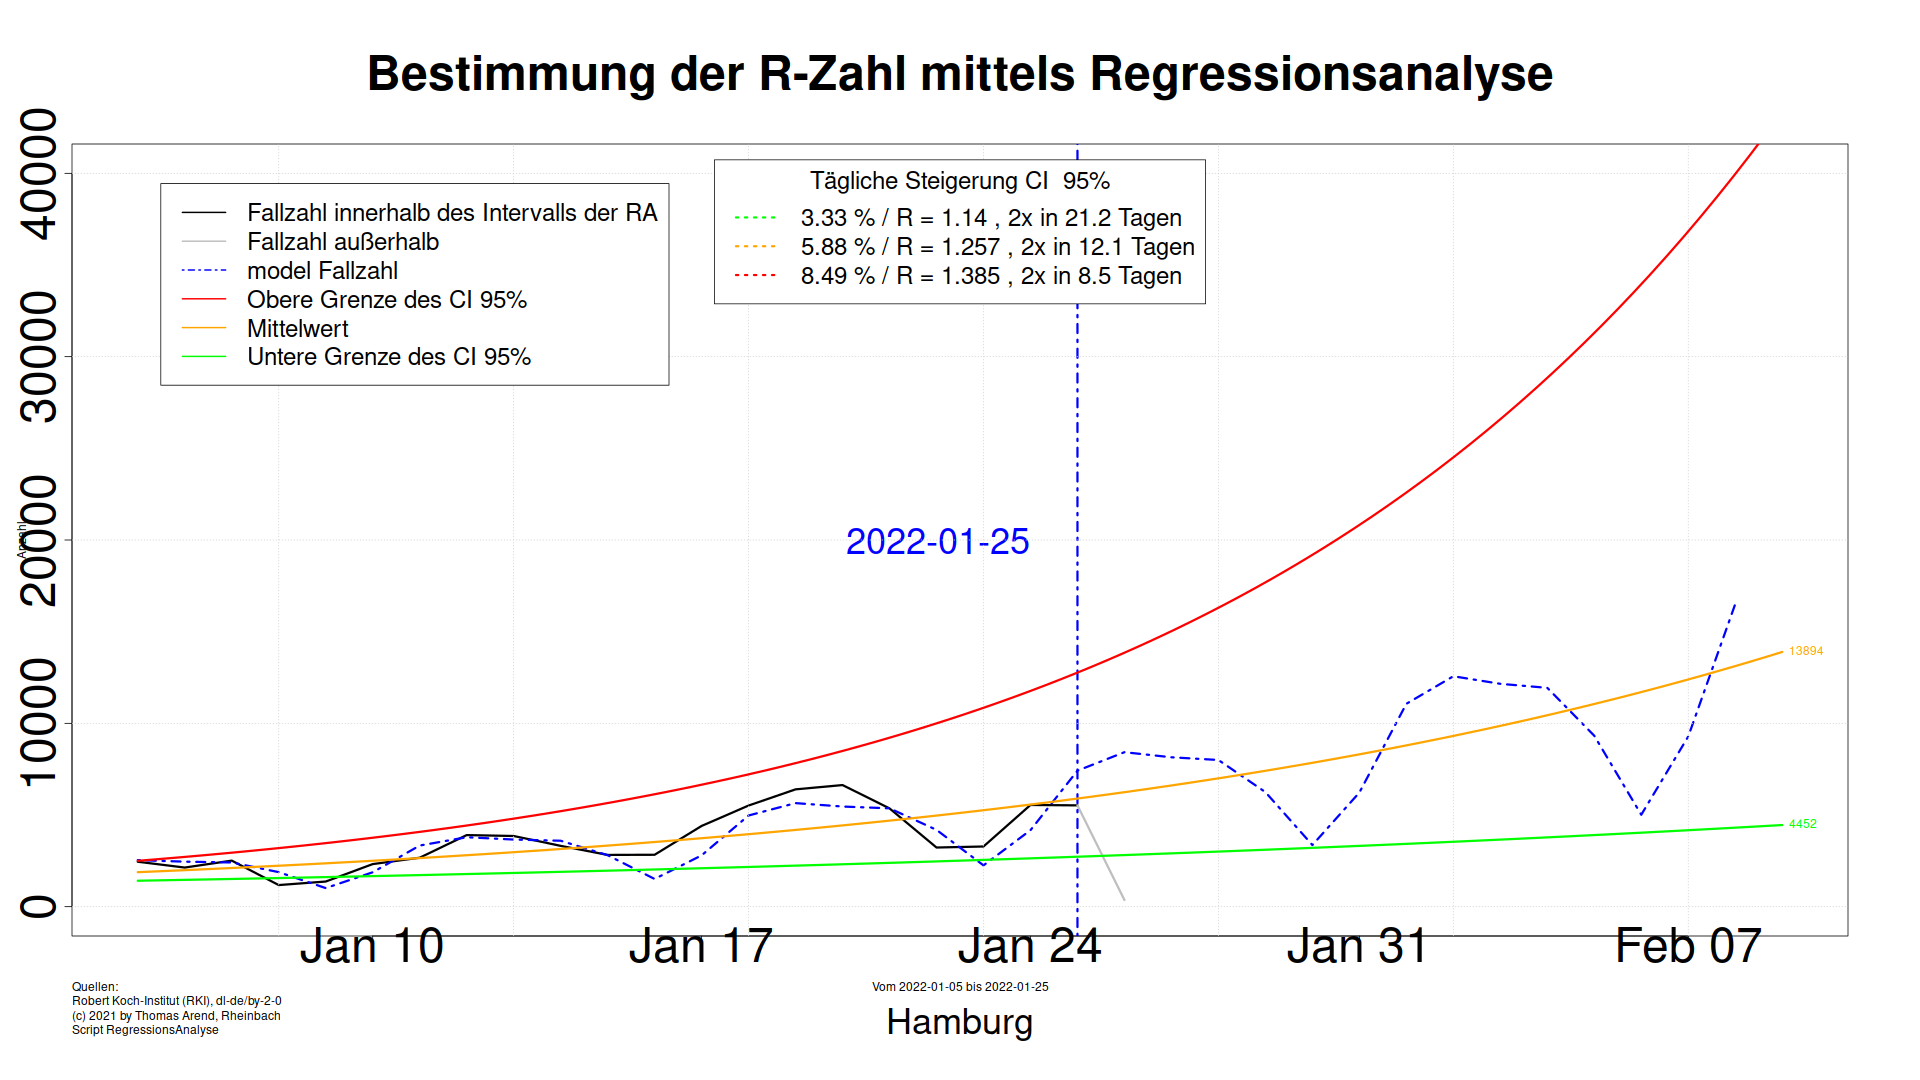 Bestimmung der R-Zahl mittels Regressionsanalyse
Anzahl
40000
30000
20000
10000
0
Fallzahl innerhalb des Intervalls der RA
Fallzahl außerhalb
model Fallzahl
Obere Grenze des CI 95%
Mittelwert
Untere Grenze des CI 95%
Tägliche Steigerung CI 95%
3.33 % / R = 1.14 , 2x in 21.2 Tagen
5.88 % / R = 1.257 , 2x in 12.1 Tagen
8.49 % / R = 1.385 , 2x in 8.5 Tagen
2022-01-25
13894
4452
Jan 10
Jan 17
Jan 24
Jan 31
Feb 07
Quellen:
Robert Koch-Institut (RKI), dl-de/by-2-0
(c) 2021 by Thomas Arend, Rheinbach
Script RegressionsAnalyse
Vom 2022-01-05 bis 2022-01-25
Hamburg